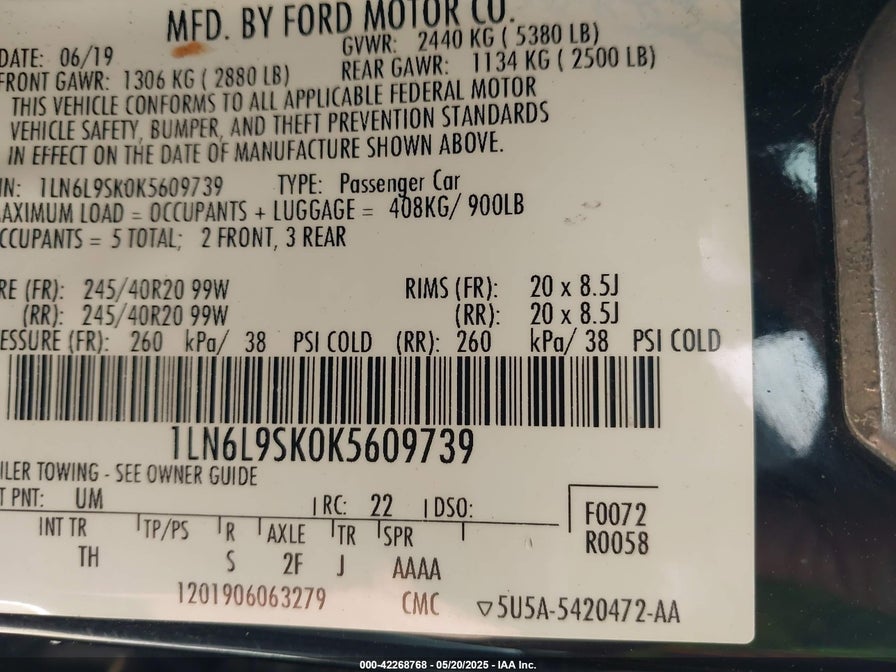 MFD. BY FORD MOTOR CO.
DATE: 06/19 GVWR: 2440 KG ( 5380 LB)
FRONT GAWR: 1306 KG ( 2880 LB) REAR GAWR: 1134 KG ( 2500 LB)
THIS VEHICLE CONFORMS TO ALL APPLICABLE FEDERAL MOTOR
VEHICLE SAFETY, BUMPER, AND THEFT PREVENTION STANDARDS
IN EFFECT ON THE DATE OF MANUFACTURE SHOWN ABOVE.
IN: 1LN6L9SK0K5609739 TYPE: Passenger Car
AXIMUM LOAD = OCCUPANTS + LUGGAGE = 408KG/ 900LB
CCUPANTS = 5 TOTAL; 2 FRONT, 3 REAR
RE (FR): 245/40R20 99W RIMS (FR): 20 x 8.5J
(RR): 245/40R20 99W (RR): 20 x 8.5J
ESSURE (FR): 260 kPa/ 38 PSI COLD (RR): 260 kPa/ 38 PSI COLD
1LN6L9SK0K5609739
ILER TOWING - SEE OWNER GUIDE
T PNT: UM RC: 22 DSO: F0072
INT TR TP/PS R AXLE TR SPR R0058
TH S 2F J AAAA
1201906063279 CMC ▽5U5A-5420472-AA
000-42268768 - 05/20/2025 - IAA Inc.